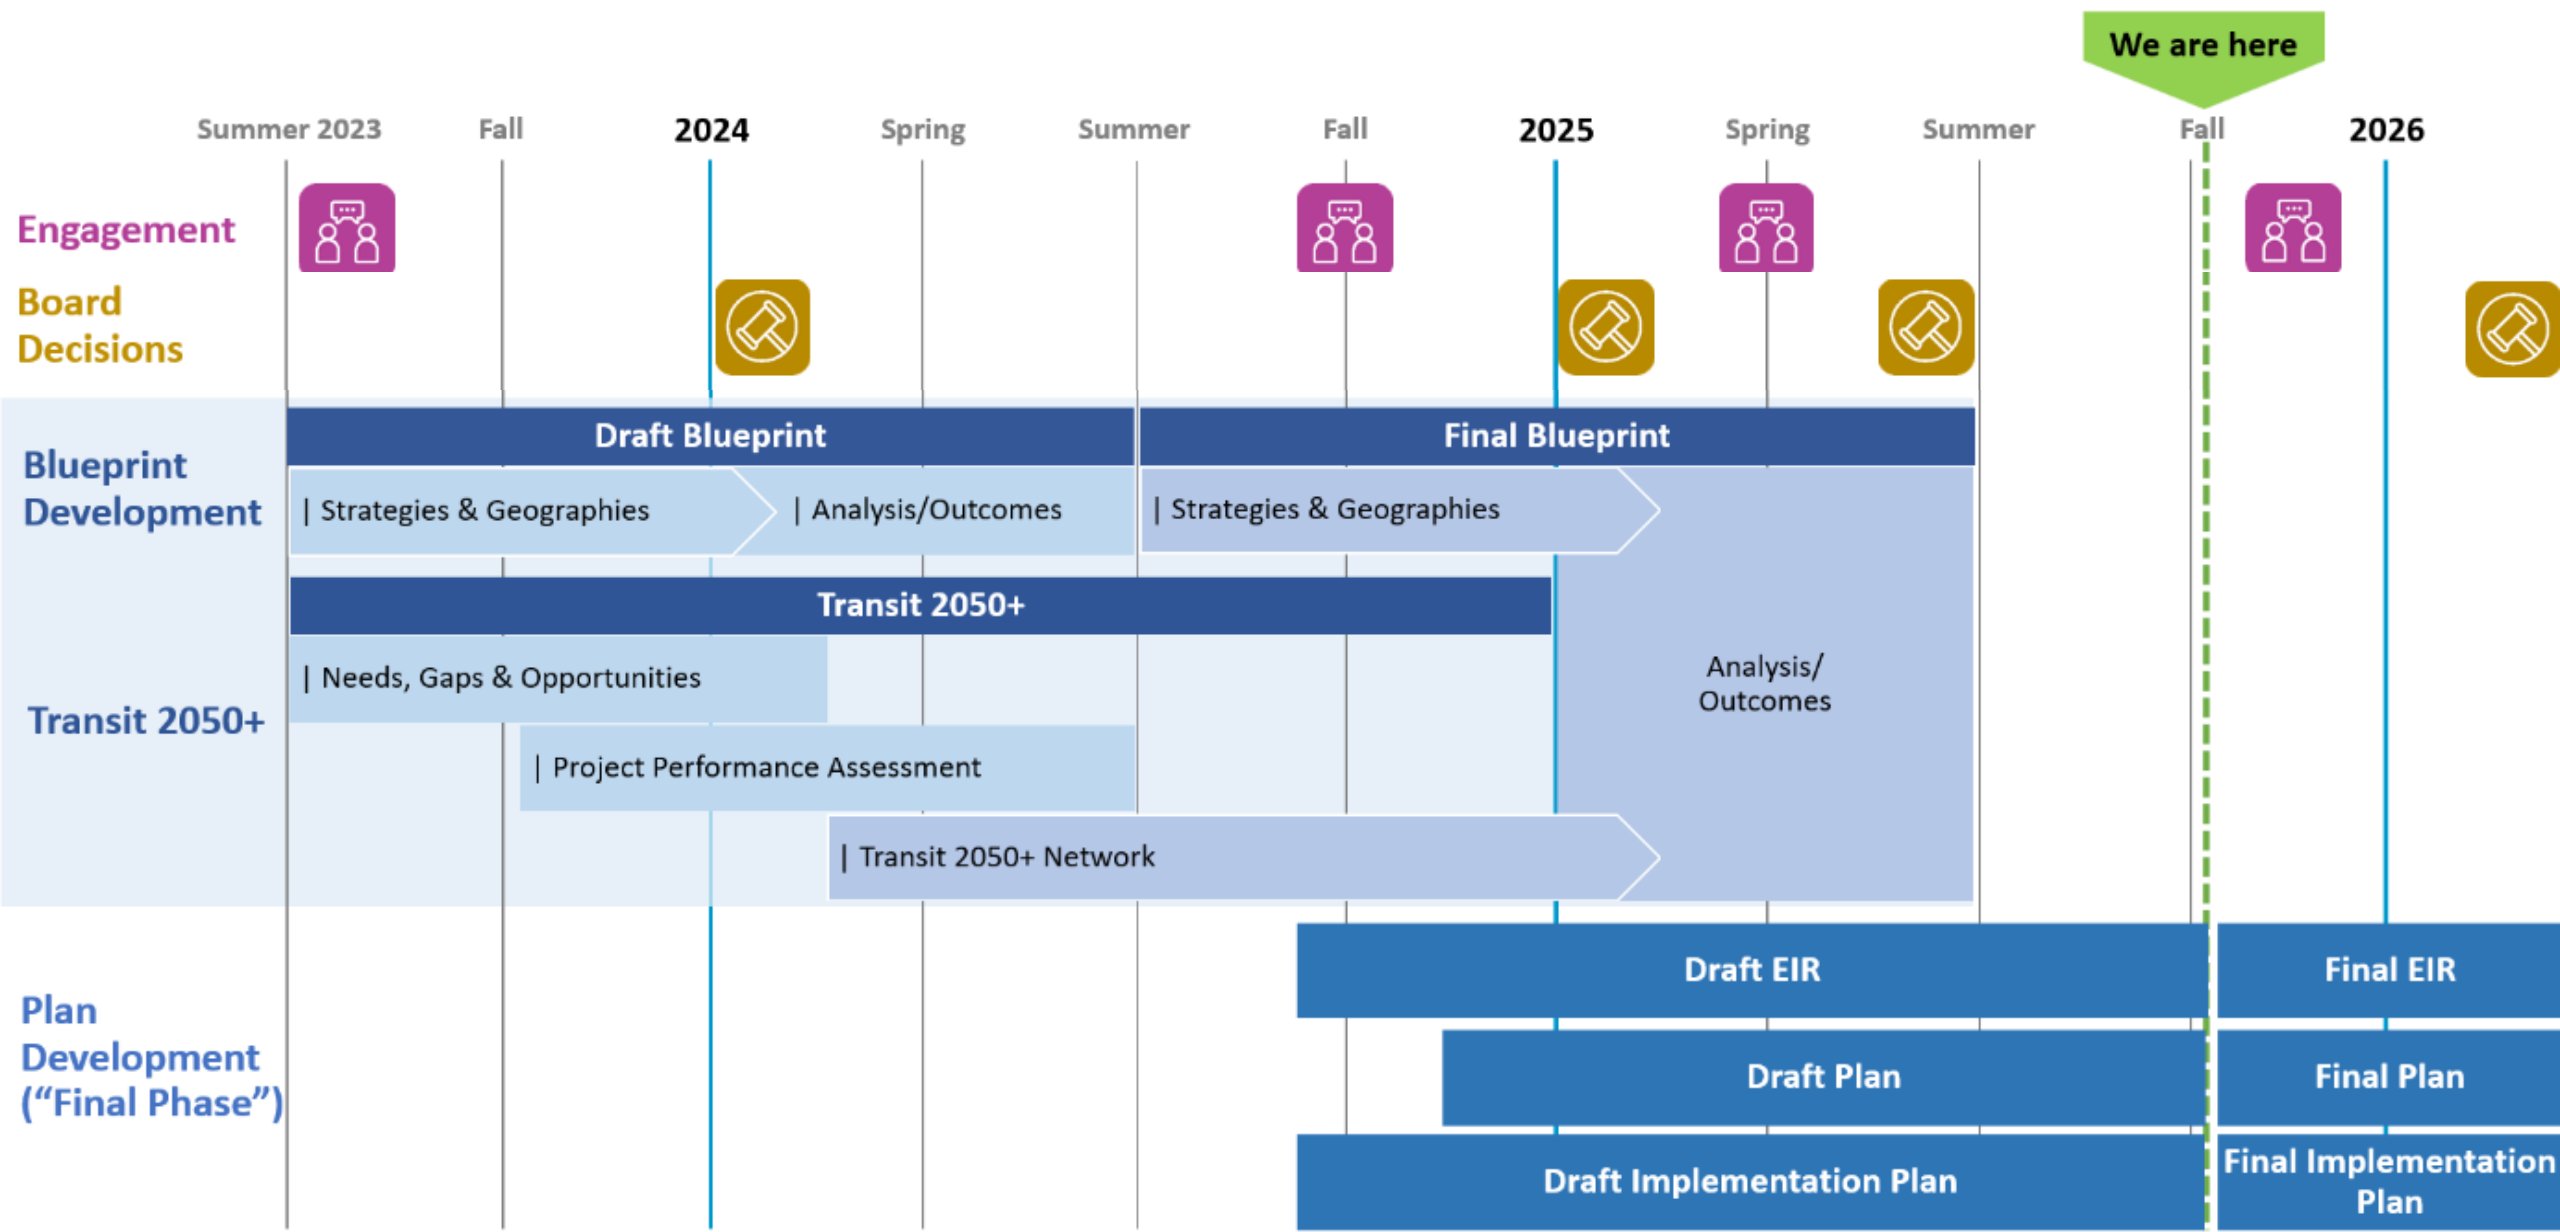 We are here
Summer 2023 Fall 2024 Spring Summer Fall 2025 Spring Summer Fall 2026
Engagement
Board
Decisions
Draft Blueprint
Final Blueprint
Blueprint
Development
| Strategies & Geographies
| Analysis/Outcomes
| Strategies & Geographies
Transit 2050+
Transit 2050+
| Needs, Gaps & Opportunities
| Project Performance Assessment
| Transit 2050+ Network
Analysis/
Outcomes
Plan
Development
(“Final Phase”)
Draft EIR
Final EIR
Draft Plan
Final Plan
Draft Implementation Plan
Final Implementation
Plan